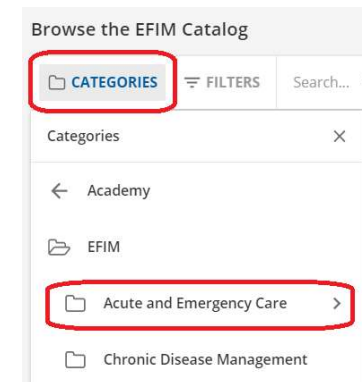 Browse the EFIM Catalog
CATEGORIES FILTERS Search...
Categories
Academy
EFIM
Acute and Emergency Care
Chronic Disease Management